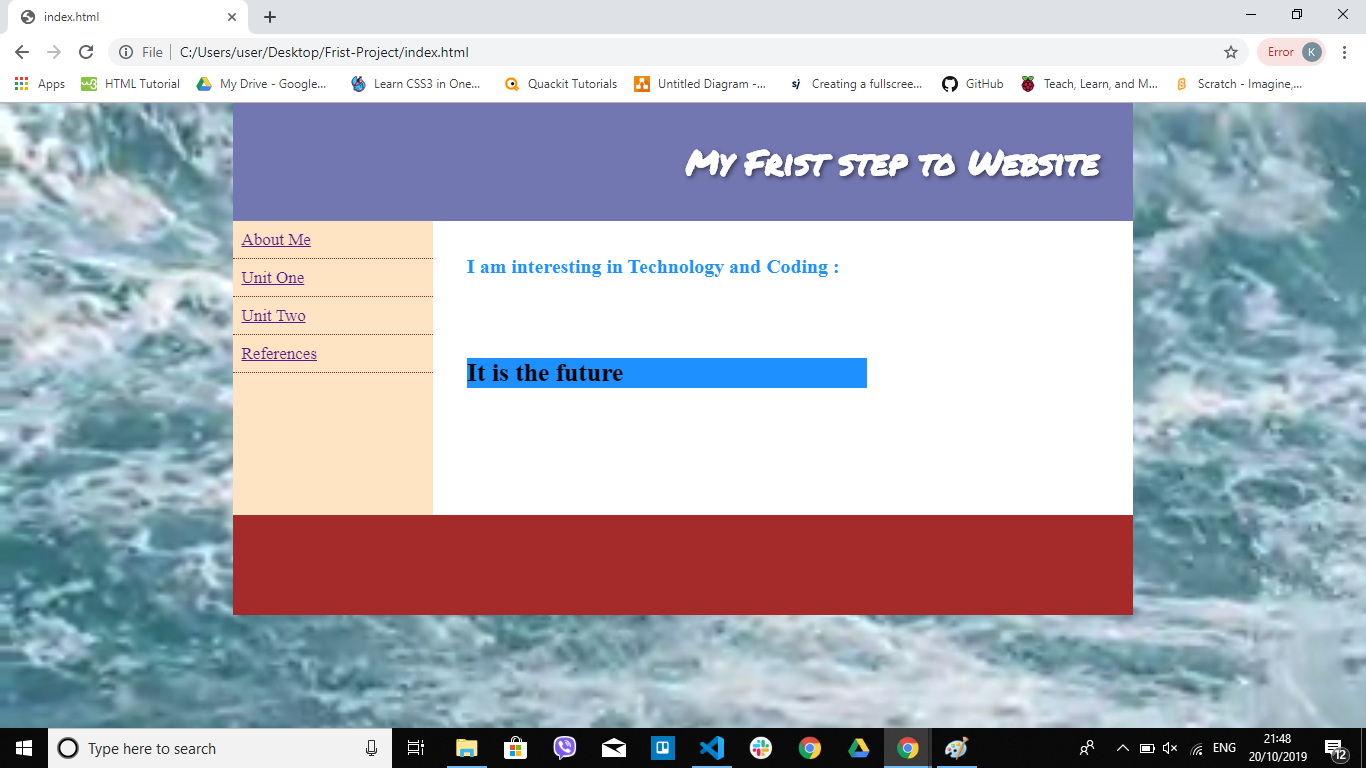 index.html
File
C:/Users/user/Desktop/Frist-Project/index.html
Error
K
Apps
HTML Tutorial
My Drive - Google...
Learn CSS3 in One...
Quackit Tutorials
Untitled Diagram -...
Creating a fullscree...
GitHub
Teach, Learn, and M...
Scratch - Imagine,...
My Frist step to Website
About Me
Unit One
Unit Two
References
I am interesting in Technology and Coding :
It is the future
Type here to search
ENG
21:48
20/10/2019
12